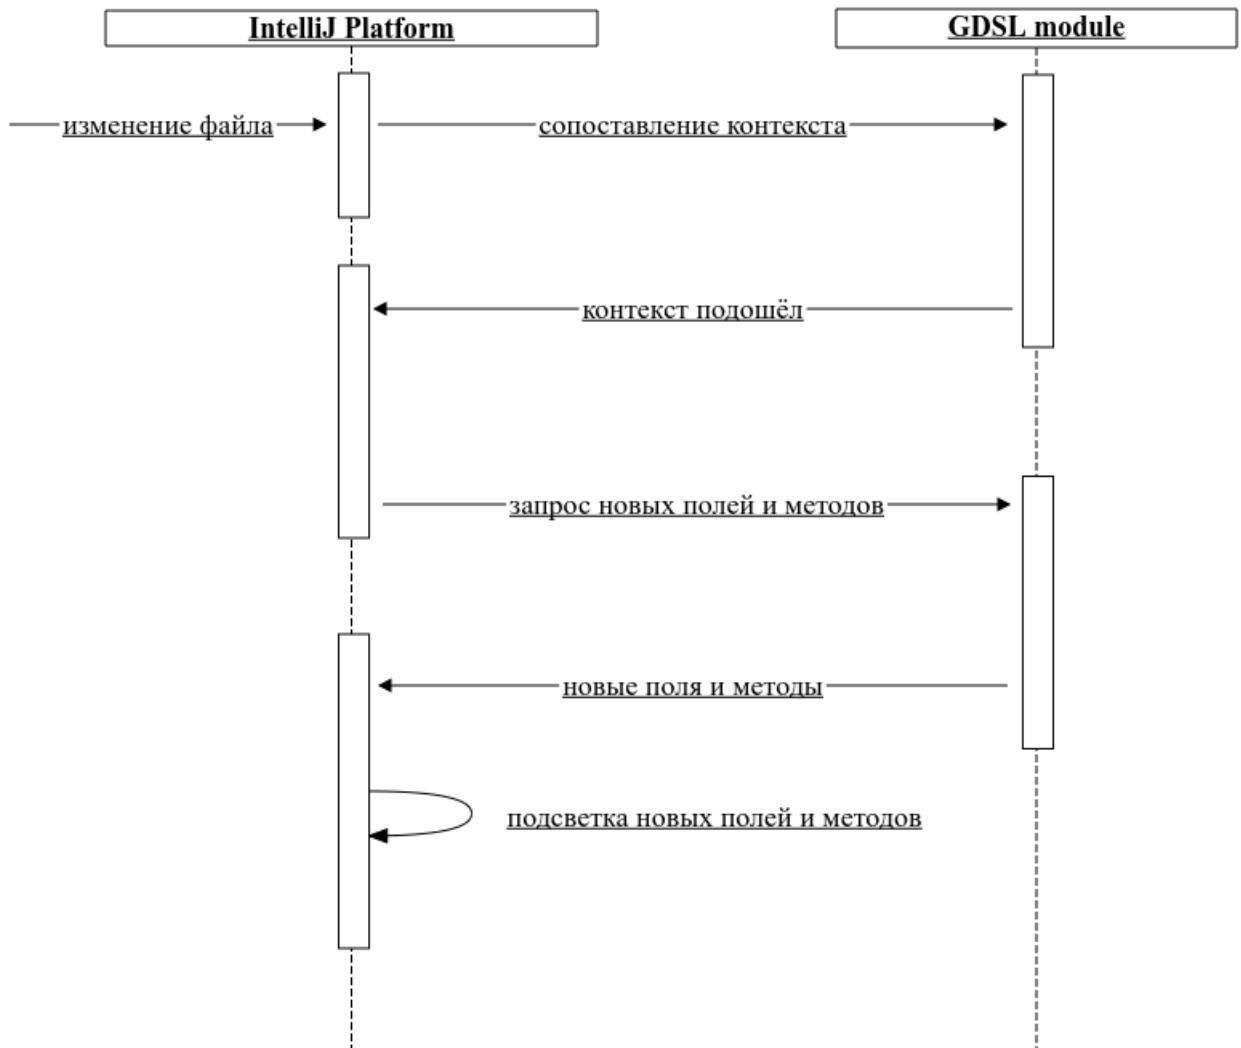 IntelliJ Platform
GDSL module
изменение файла
сопоставление контекста
контекст подошёл
запрос новых полей и методов
новые поля и методы
подсветка новых полей и методов